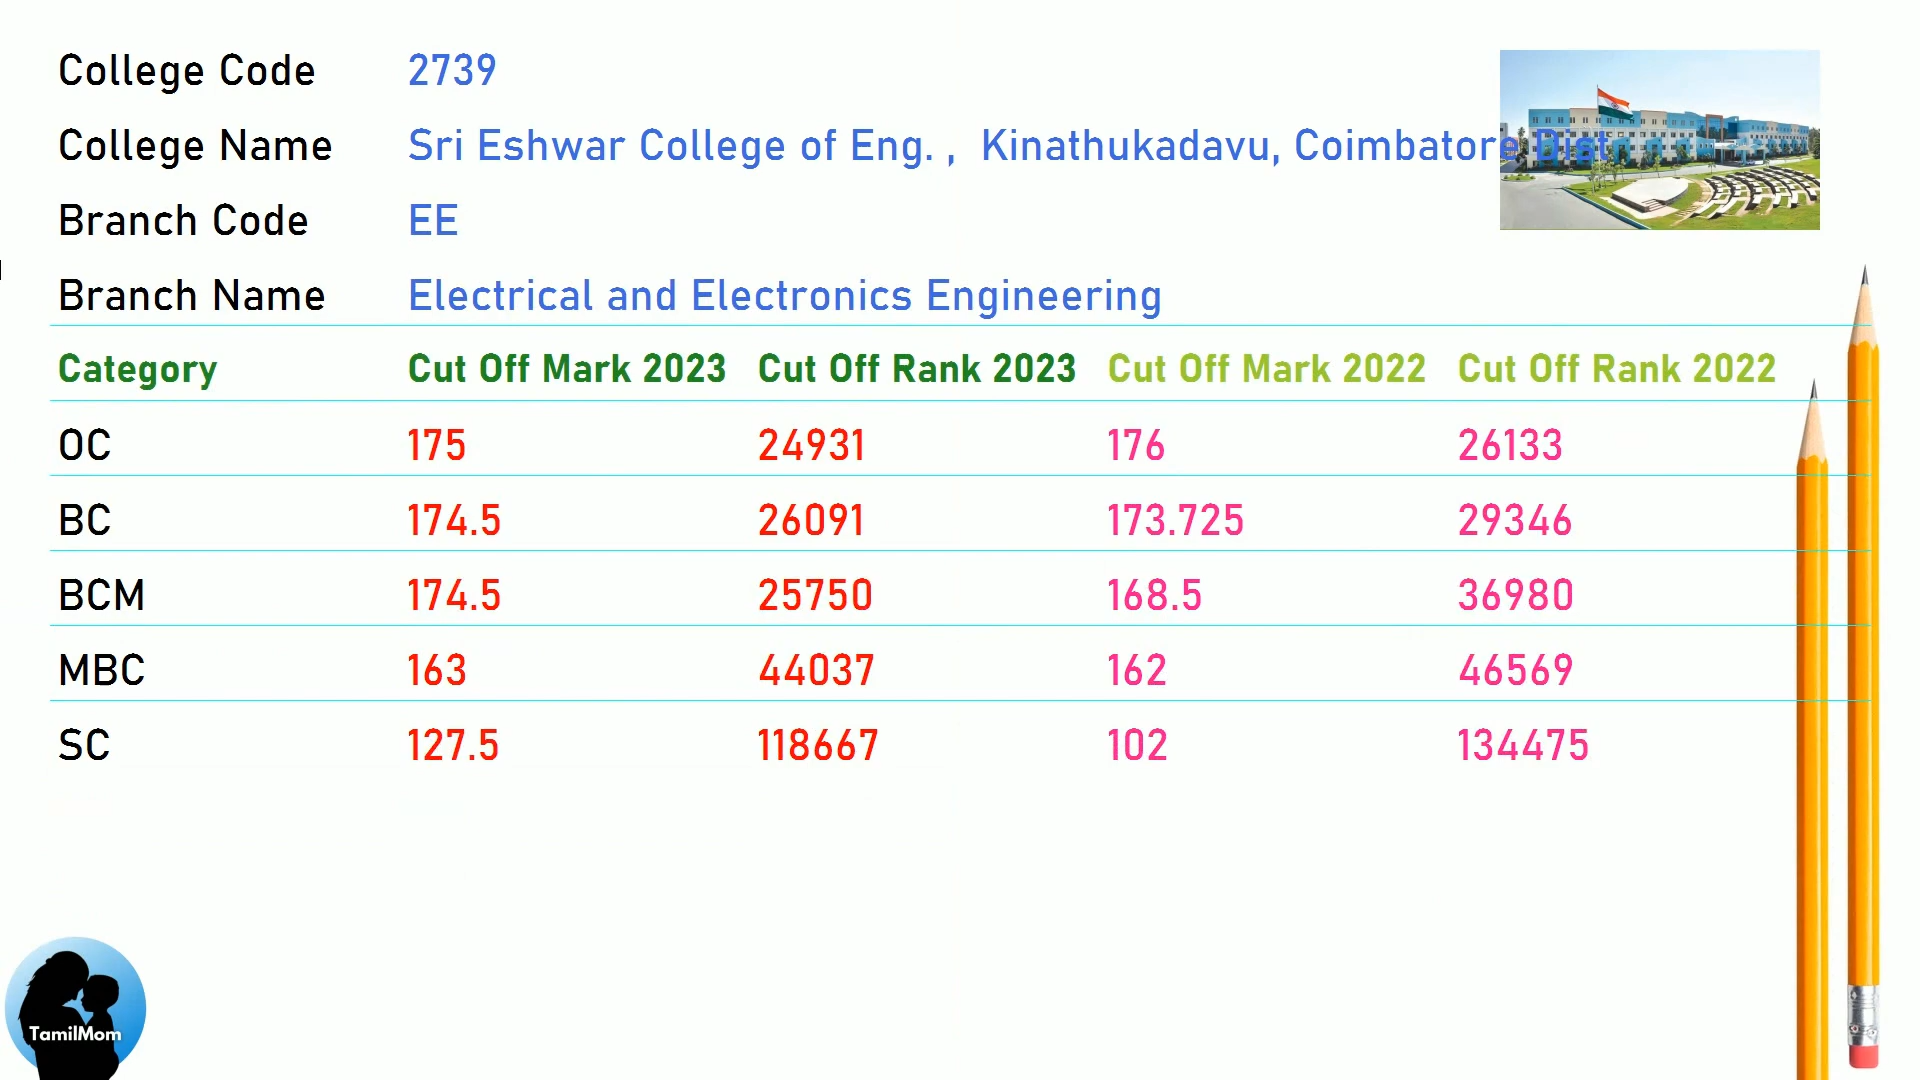 College Code 2739
College Name Sri Eshwar College of Eng. , Kinathukadavu, Coimbatore Dist
Branch Code EE
Branch Name Electrical and Electronics Engineering
Category Cut Off Mark 2023 Cut Off Rank 2023 Cut Off Mark 2022 Cut Off Rank 2022
OC 175 24931 176 26133
BC 174.5 26091 173.725 29346
BCM 174.5 25750 168.5 36980
MBC 163 44037 162 46569
SC 127.5 118667 102 134475
TamilMom